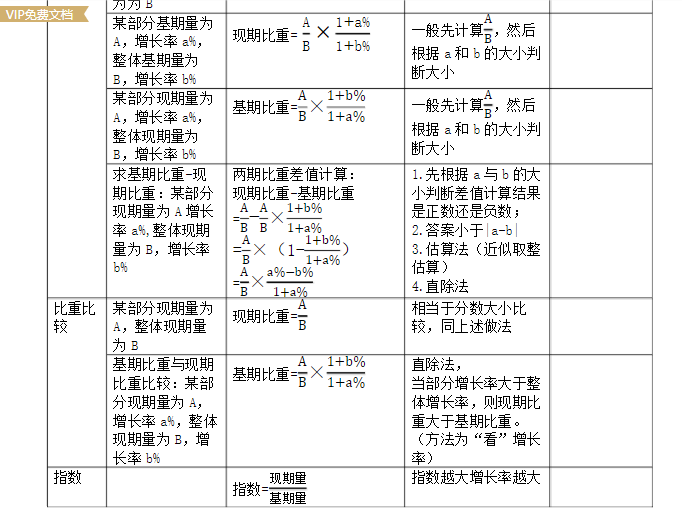 VIP免费文档
为为 B
某部分基期量为
A，增长率 a%，
整体基期量为
B，增长率 b%
现期比重=A/B×(1+a%)/(1+b%)
一般先计算A/B，然后
根据 a 和 b 的大小判
断大小
某部分现期量为
A，增长率 a%，
整体现期量为
B，增长率 b%
基期比重=A/B×(1+b%)/(1+a%)
一般先计算A/B，然后
根据 a 和 b 的大小判
断大小
求基期比重-现
期比重：某部分
现期量为 A 增长
率 a%,整体现期
量为 B，增长率
b%
两期比重差值计算：
现期比重-基期比重
=A/B-A/B×(1+b%)/(1+a%)
=A/B×（1-(1+b%)/(1+a%)）
=A/B×(a%-b%)/(1+a%)
1.先根据 a 与 b 的大
小判断差值计算结果
是正数还是负数；
2.答案小于|a-b|
3.估算法（近似取整
估算）
4.直除法
比重比
较
某部分现期量为
A，整体现期量
为 B
现期比重=A/B
相当于分数大小比
较，同上述做法
基期比重与现期
比重比较：某部
分现期量为 A，
增长率 a%，整体
现期量为 B，增
长率 b%
基期比重=A/B×(1+b%)/(1+a%)
直除法，
当部分增长率大于整
体增长率，则现期比
重大于基期比重。
（方法为“看”增长
率）
指数
指数=现期量/基期量
指数越大增长率越大